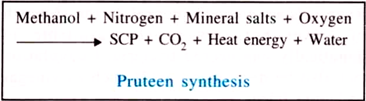 Methanol + Nitrogen + Mineral salts + Oxygen
⟶ SCP + CO₂ + Heat energy + Water
Pruteen synthesis